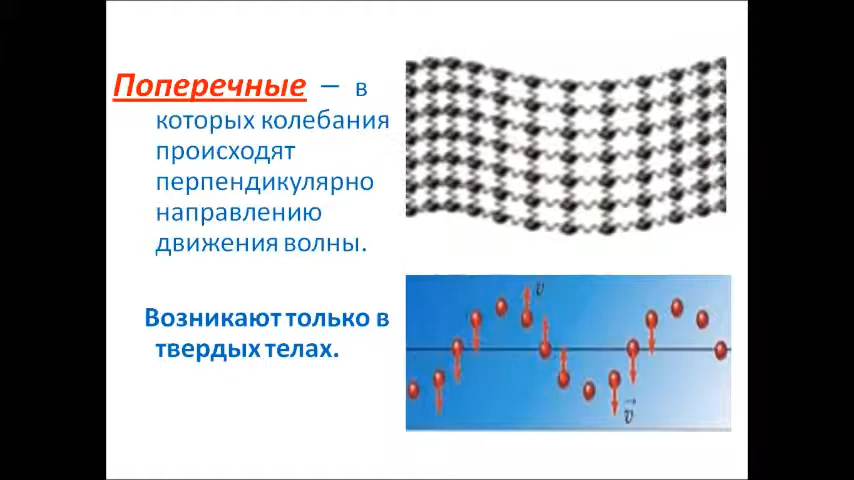 Поперечные – в
которых колебания
происходят
перпендикулярно
направлению
движения волны.
Возникают только в
твердых телах.
υ
υ